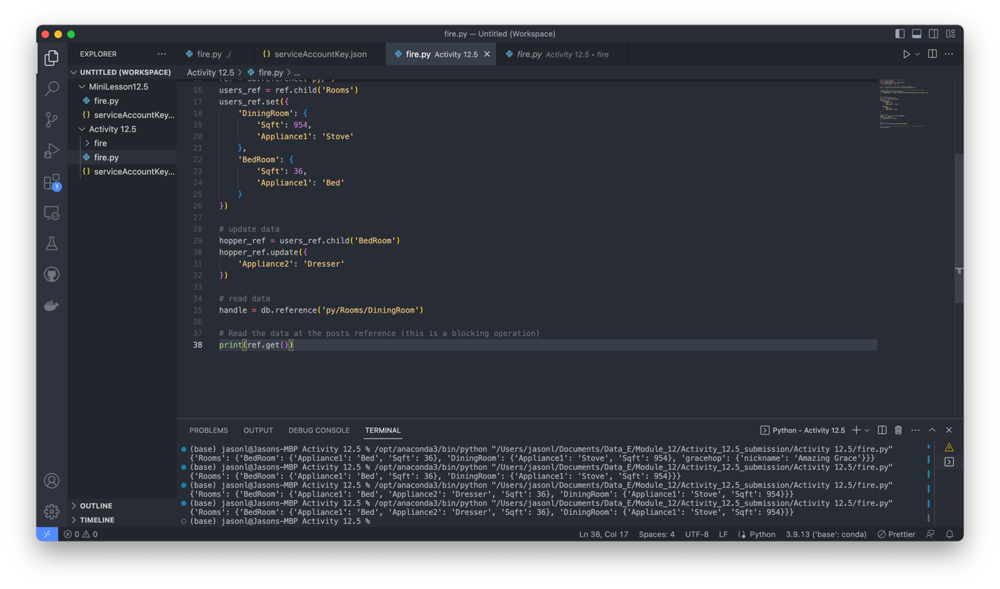 fire.py — Untitled (Workspace)
EXPLORER
fire.py ./
{} serviceAccountKey.json
fire.py Activity 12.5
fire.py Activity 12.5 • fire
UNTITLED (WORKSPACE)
MiniLesson12.5
fire.py
{} serviceAccountKey...
Activity 12.5
fire
fire.py
{} serviceAccountKey...
OUTLINE
TIMELINE
1
Activity 12.5 > fire.py > ...
16 users_ref = ref.child('Rooms')
17 users_ref.set({
18 'DiningRoom': {
19 'Sqft': 954,
20 'Appliance1': 'Stove'
21 },
22 'BedRoom': {
23 'Sqft': 36,
24 'Appliance1': 'Bed'
25 }
26 })
27
28 # update data
29 hopper_ref = users_ref.child('BedRoom')
30 hopper_ref.update({
31 'Appliance2': 'Dresser'
32 })
33
34 # read data
35 handle = db.reference('py/Rooms/DiningRoom')
36
37 # Read the data at the posts reference (this is a blocking operation)
38 print(ref.get())
PROBLEMS OUTPUT DEBUG CONSOLE TERMINAL
Python - Activity 12.5
(base) jasonl@Jasons-MBP Activity 12.5 % /opt/anaconda3/bin/python "/Users/jasonl/Documents/Data_E/Module_12/Activity_12.5_submission/Activity 12.5/fire.py"
{'Rooms': {'BedRoom': {'Appliance1': 'Bed', 'Sqft': 36}, 'DiningRoom': {'Appliance1': 'Stove', 'Sqft': 954}, 'gracehop': {'nickname': 'Amazing Grace'}}}
(base) jasonl@Jasons-MBP Activity 12.5 % /opt/anaconda3/bin/python "/Users/jasonl/Documents/Data_E/Module_12/Activity_12.5_submission/Activity 12.5/fire.py"
{'Rooms': {'BedRoom': {'Appliance1': 'Bed', 'Sqft': 36}, 'DiningRoom': {'Appliance1': 'Stove', 'Sqft': 954}}}
(base) jasonl@Jasons-MBP Activity 12.5 % /opt/anaconda3/bin/python "/Users/jasonl/Documents/Data_E/Module_12/Activity_12.5_submission/Activity 12.5/fire.py"
{'Rooms': {'BedRoom': {'Appliance1': 'Bed', 'Appliance2': 'Dresser', 'Sqft': 36}, 'DiningRoom': {'Appliance1': 'Stove', 'Sqft': 954}}}
(base) jasonl@Jasons-MBP Activity 12.5 % /opt/anaconda3/bin/python "/Users/jasonl/Documents/Data_E/Module_12/Activity_12.5_submission/Activity 12.5/fire.py"
{'Rooms': {'BedRoom': {'Appliance1': 'Bed', 'Appliance2': 'Dresser', 'Sqft': 36}, 'DiningRoom': {'Appliance1': 'Stove', 'Sqft': 954}}}
(base) jasonl@Jasons-MBP Activity 12.5 %
0 0
Ln 38, Col 17 Spaces: 4 UTF-8 LF Python 3.9.13 ('base': conda) Prettier